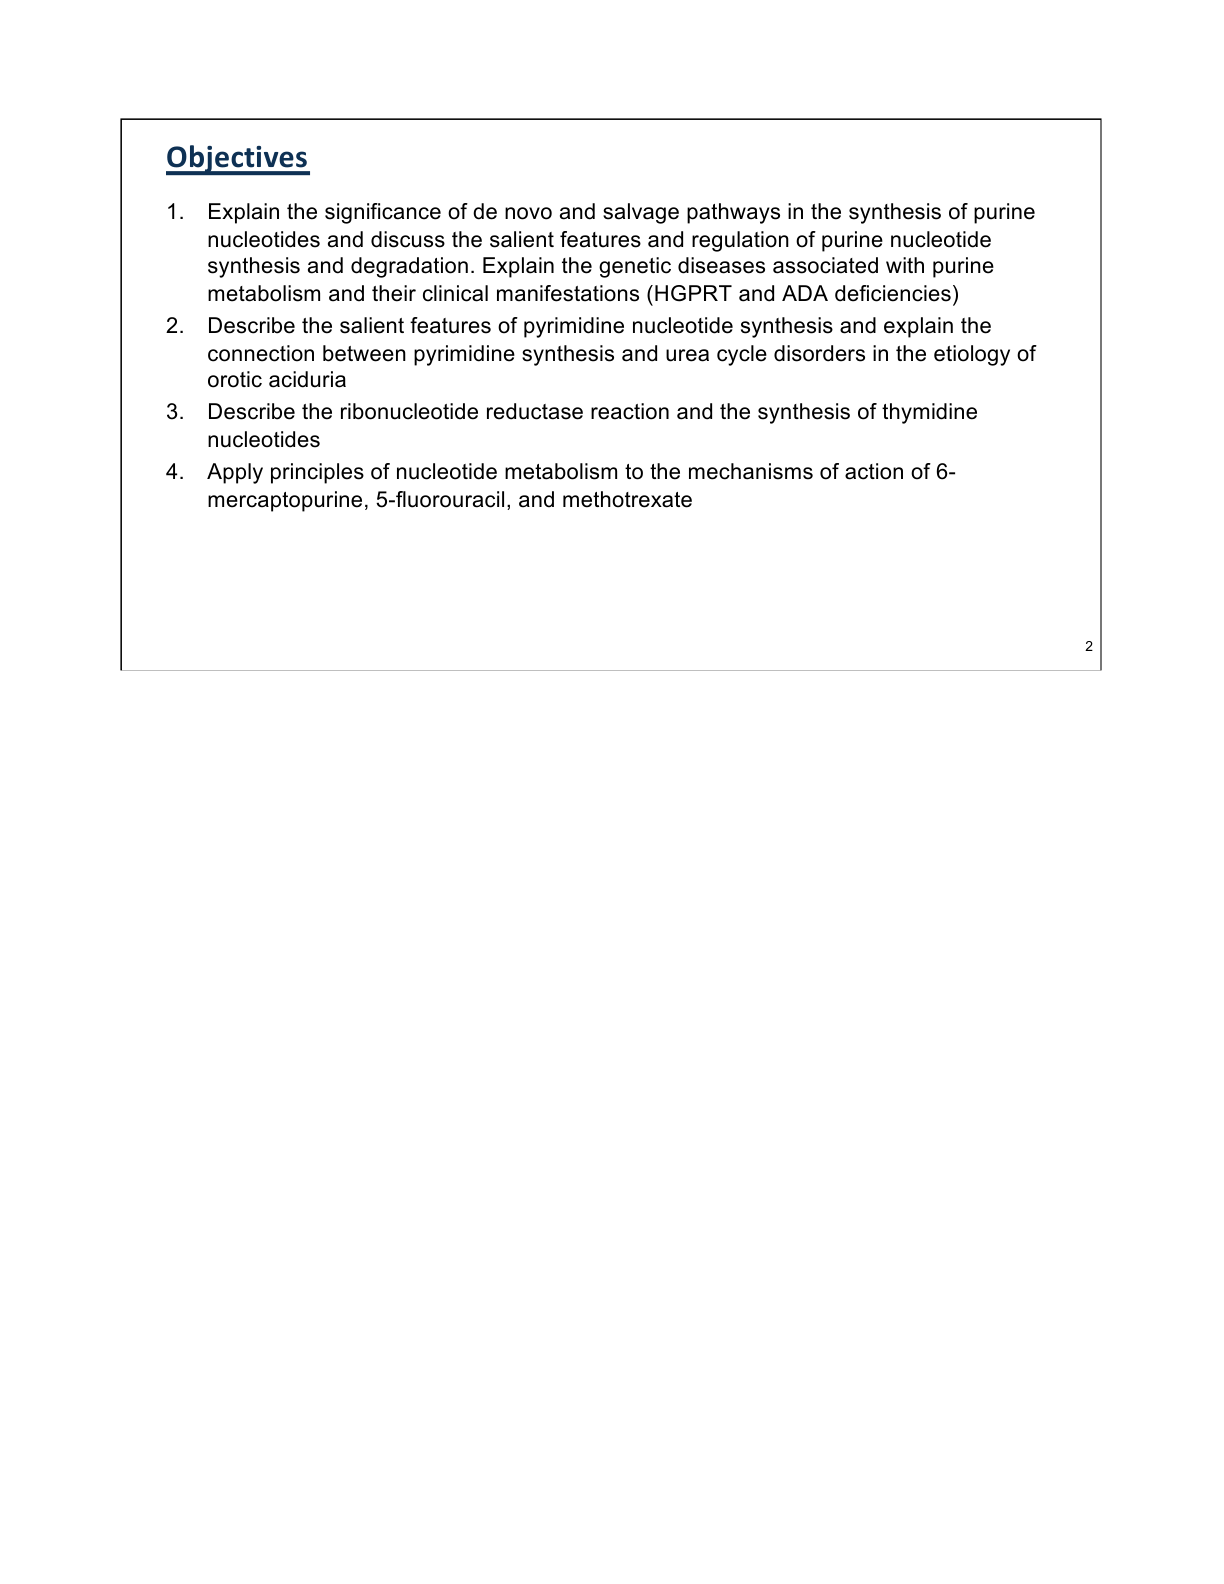 Objectives
1. Explain the significance of de novo and salvage pathways in the synthesis of purine
nucleotides and discuss the salient features and regulation of purine nucleotide
synthesis and degradation. Explain the genetic diseases associated with purine
metabolism and their clinical manifestations (HGPRT and ADA deficiencies)
2. Describe the salient features of pyrimidine nucleotide synthesis and explain the
connection between pyrimidine synthesis and urea cycle disorders in the etiology of
orotic aciduria
3. Describe the ribonucleotide reductase reaction and the synthesis of thymidine
nucleotides
4. Apply principles of nucleotide metabolism to the mechanisms of action of 6-
mercaptopurine, 5-fluorouracil, and methotrexate
2